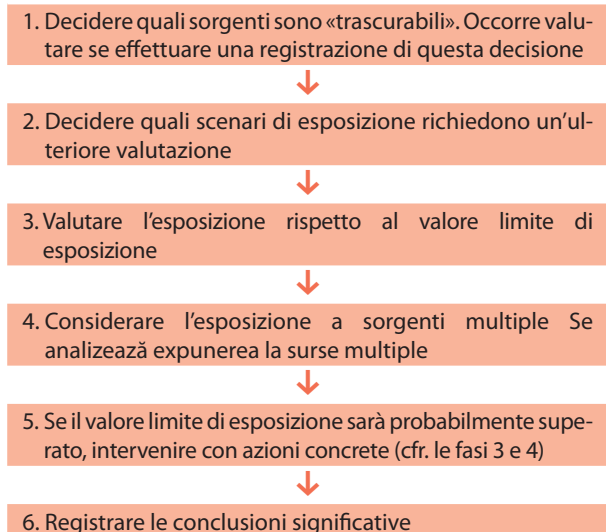 1. Decidere quali sorgenti sono «trascurabili». Occorre valu-
tare se effettuare una registrazione di questa decisione
2. Decidere quali scenari di esposizione richiedono un'ul-
teriore valutazione
3. Valutare l'esposizione rispetto al valore limite di
esposizione
4. Considerare l'esposizione a sorgenti multiple Se
analizează expunerea la surse multiple
5. Se il valore limite di esposizione sarà probabilmente supe-
rato, intervenire con azioni concrete (cfr. le fasi 3 e 4)
6. Registrare le conclusioni significative